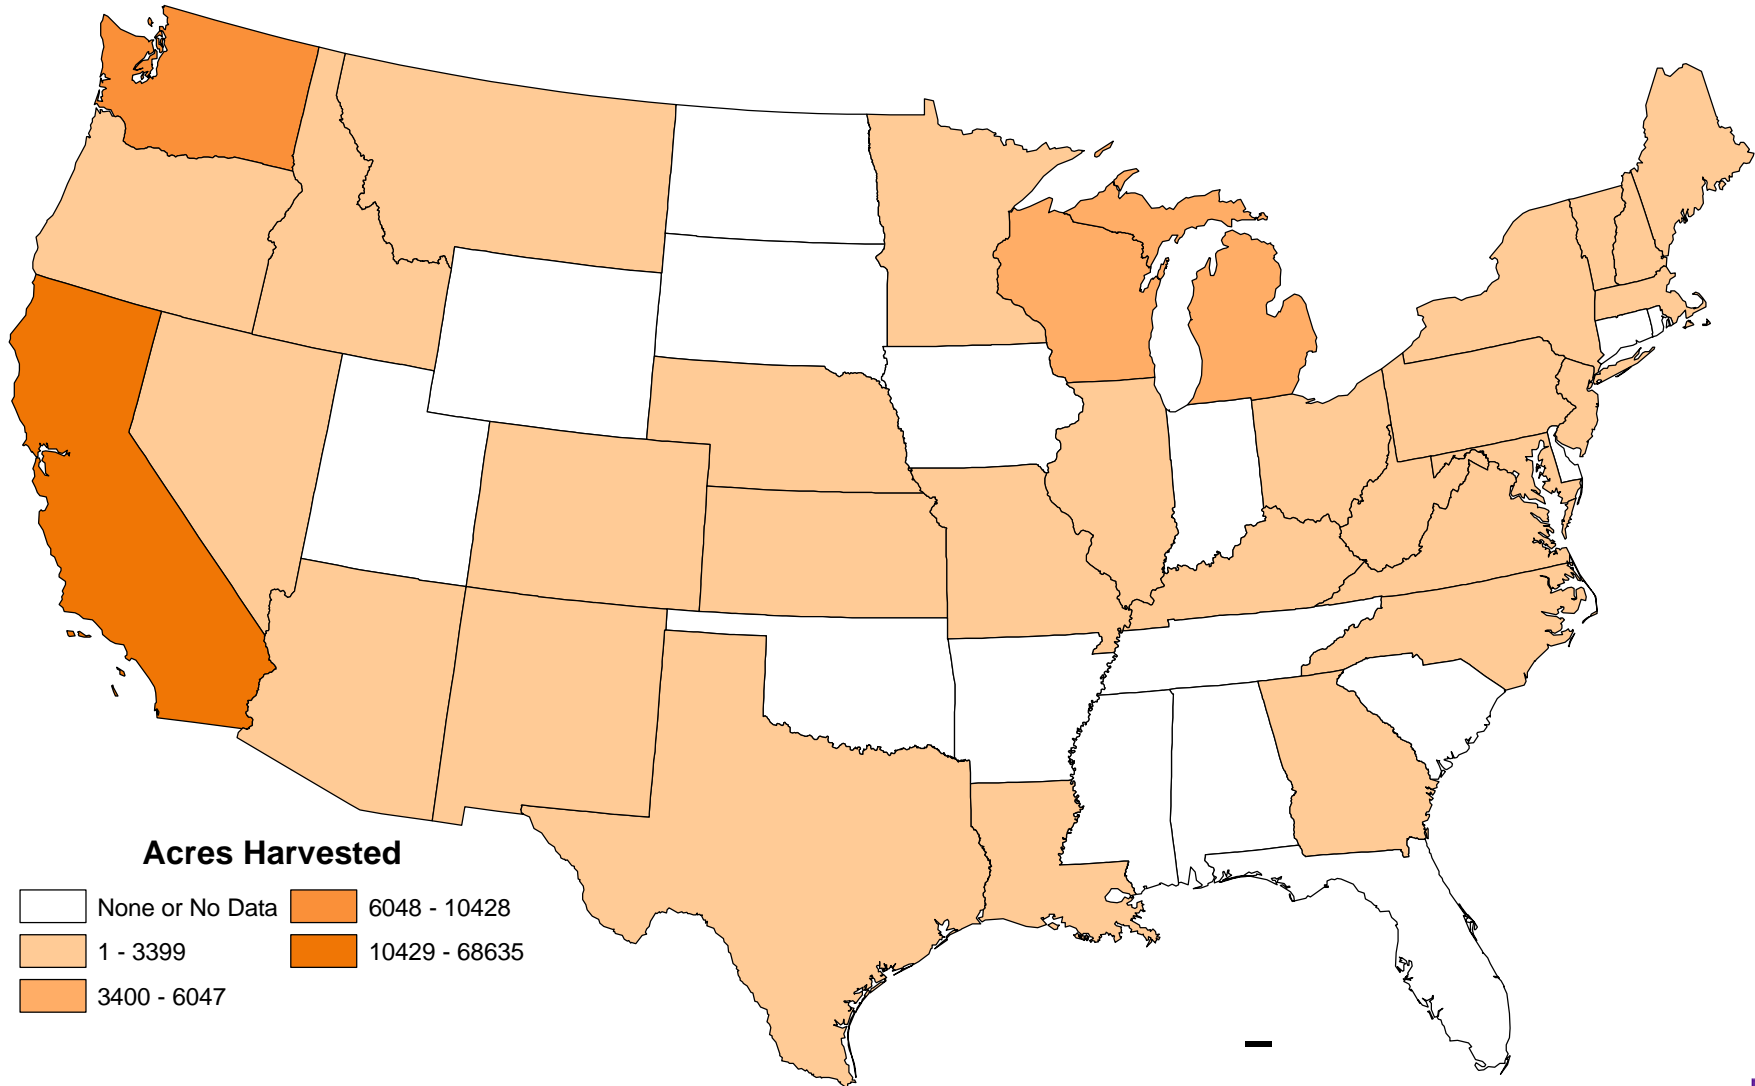 Acres Harvested
None or No Data
1 - 3399
3400 - 6047
6048 - 10428
10429 - 68635